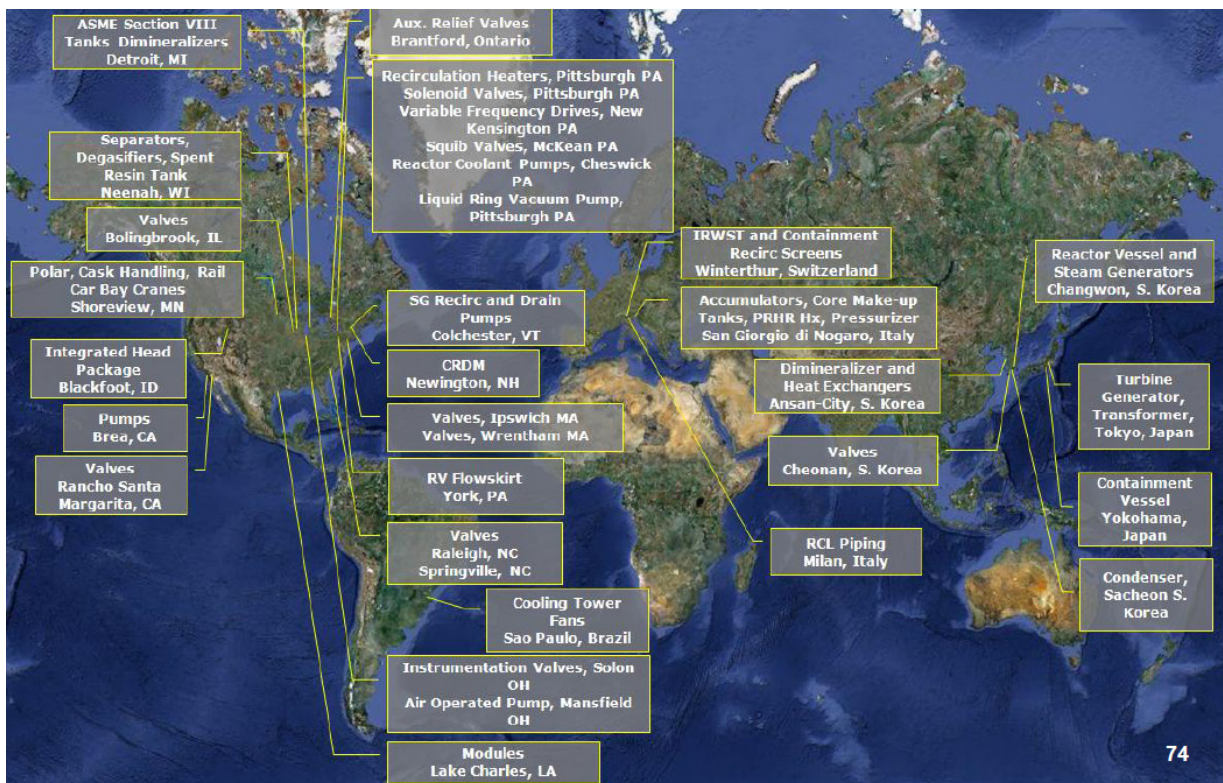 ASME Section VIII
Tanks Dimineralizers
Detroit, MI
Aux. Relief Valves
Brantford, Ontario
Recirculation Heaters, Pittsburgh PA
Solenoid Valves, Pittsburgh PA
Variable Frequency Drives, New
Kensington PA
Squib Valves, McKean PA
Reactor Coolant Pumps, Cheswick
PA
Liquid Ring Vacuum Pump,
Pittsburgh PA
Separators,
Degasifiers, Spent
Resin Tank
Neenah, WI
Valves
Bolingbrook, IL
Polar, Cask Handling, Rail
Car Bay Cranes
Shoreview, MN
Integrated Head
Package
Blackfoot, ID
Pumps
Brea, CA
Valves
Rancho Santa
Margarita, CA
SG Recirc and Drain
Pumps
Colchester, VT
CRDM
Newington, NH
Valves, Ipswich MA
Valves, Wrentham MA
RV Flowskirt
York, PA
Valves
Raleigh, NC
Springville, NC
Cooling Tower
Fans
Sao Paulo, Brazil
Instrumentation Valves, Solon
OH
Air Operated Pump, Mansfield
OH
Modules
Lake Charles, LA
IRWST and Containment
Recirc Screens
Winterthur, Switzerland
Accumulators, Core Make-up
Tanks, PRHR Hx, Pressurizer
San Giorgio di Nogaro, Italy
Dimineralizer and
Heat Exchangers
Ansan-City, S. Korea
Valves
Cheonan, S. Korea
RCL Piping
Milan, Italy
Reactor Vessel and
Steam Generators
Changwon, S. Korea
Turbine
Generator,
Transformer,
Tokyo, Japan
Containment
Vessel
Yokohama,
Japan
Condenser,
Sacheon S.
Korea
74